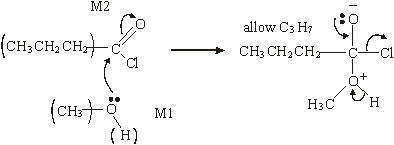 M2
O
(CH₃CH₂CH₂)—C
Cl
(CH₃)—O
(H)
M1
allow C₃H₇
O⁻
CH₃CH₂CH₂—C—Cl
O⁺
H₃C
H